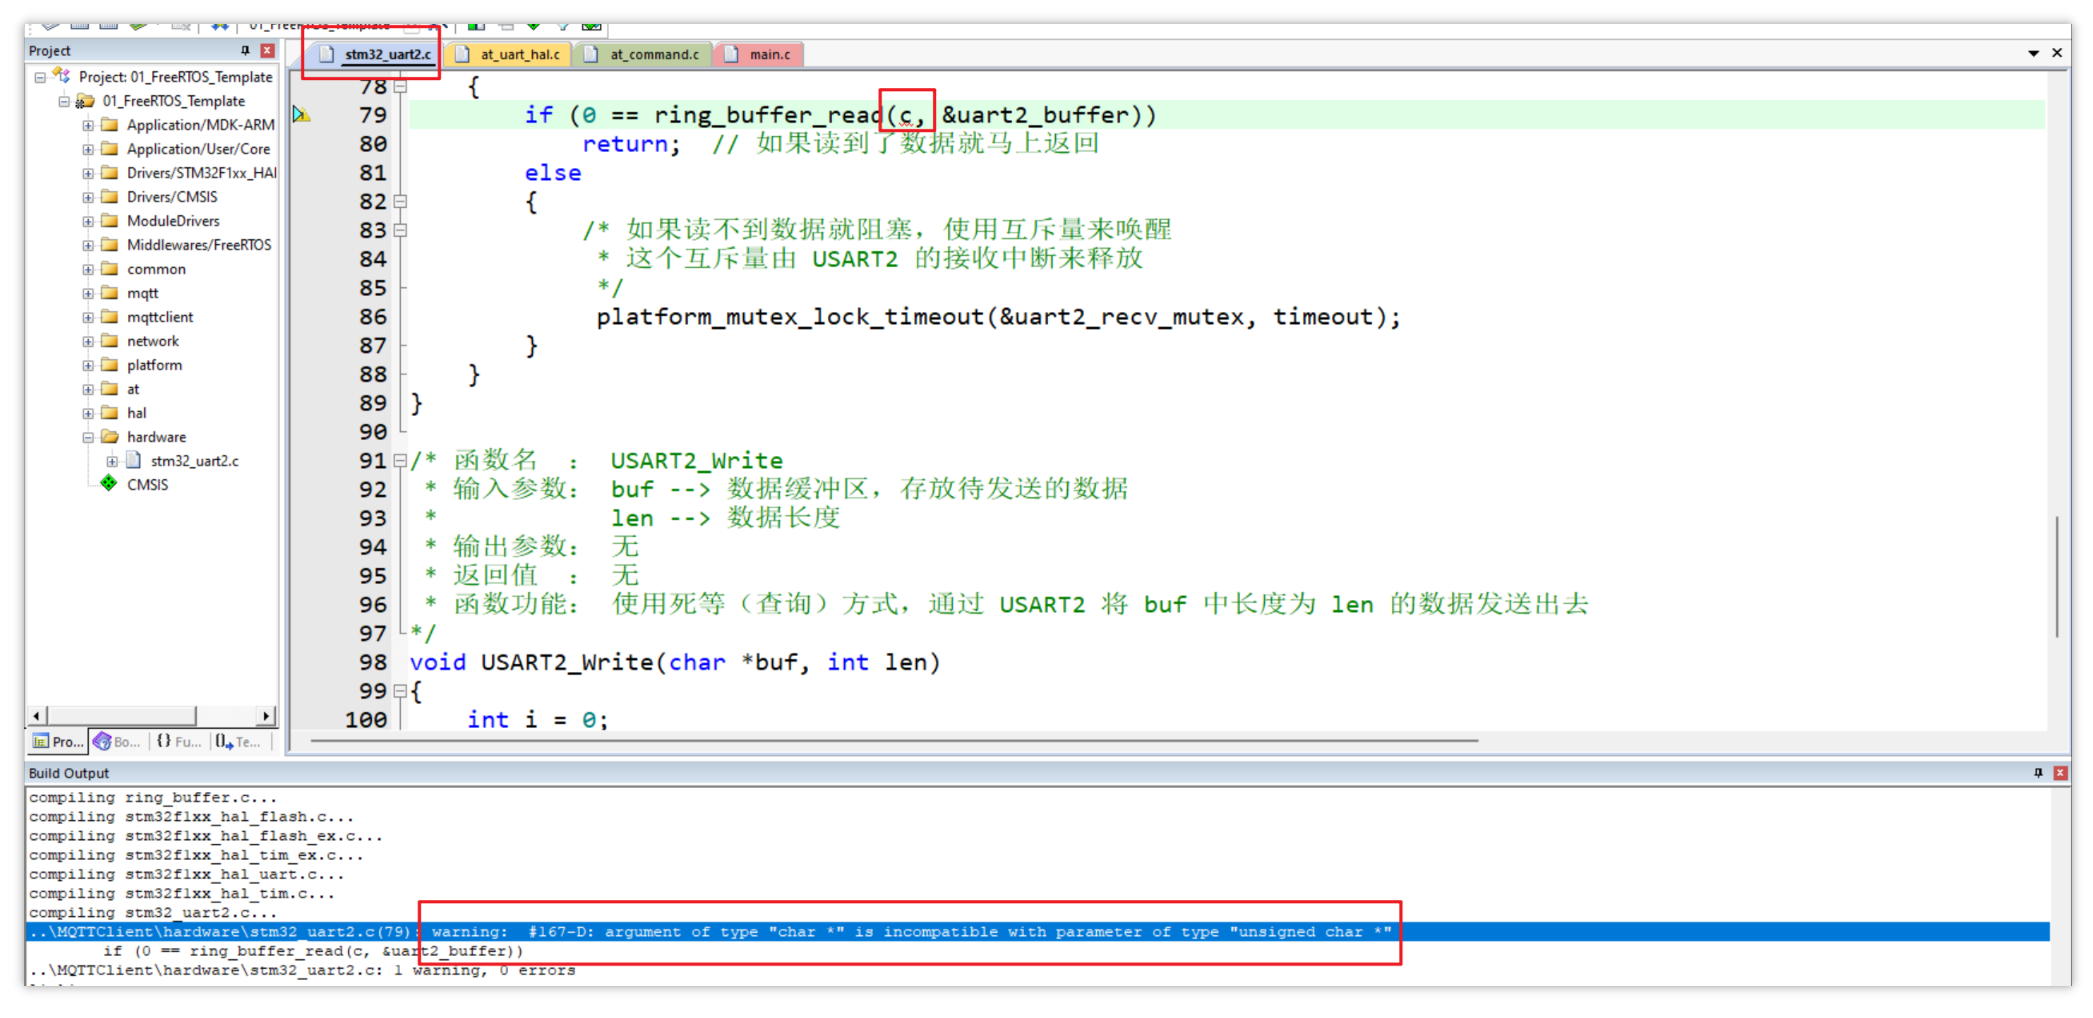 Project
stm32_uart2.c
at_uart_hal.c
at_command.c
main.c
Project: 01_FreeRTOS_Template
01_FreeRTOS_Template
Application/MDK-ARM
Application/User/Core
Drivers/STM32F1xx_HAL
Drivers/CMSIS
ModuleDrivers
Middlewares/FreeRTOS
common
mqtt
mqttclient
network
platform
at
hal
hardware
stm32_uart2.c
CMSIS
Pro...
Bo...
{} Fu...
Te...
78 {
79 if (0 == ring_buffer_read(c, &uart2_buffer))
80 return;  // 如果读到了数据就马上返回
81 else
82 {
83 /* 如果读不到数据就阻塞，使用互斥量来唤醒
84 * 这个互斥量由 USART2 的接收中断来释放
85 */
86 platform_mutex_lock_timeout(&uart2_recv_mutex, timeout);
87 }
88 }
89 }
90
91 /* 函数名  ： USART2_Write
92 * 输入参数： buf --> 数据缓冲区，存放待发送的数据
93 * len --> 数据长度
94 * 输出参数： 无
95 * 返回值  ： 无
96 * 函数功能： 使用死等（查询）方式，通过 USART2 将 buf 中长度为 len 的数据发送出去
97 */
98 void USART2_Write(char *buf, int len)
99 {
100 int i = 0;
Build Output
compiling ring_buffer.c...
compiling stm32f1xx_hal_flash.c...
compiling stm32f1xx_hal_flash_ex.c...
compiling stm32f1xx_hal_tim_ex.c...
compiling stm32f1xx_hal_uart.c...
compiling stm32f1xx_hal_tim.c...
compiling stm32_uart2.c...
..\MQTTClient\hardware\stm32_uart2.c(79): warning:  #167-D: argument of type "char *" is incompatible with parameter of type "unsigned char *"
if (0 == ring_buffer_read(c, &uart2_buffer))
..\MQTTClient\hardware\stm32_uart2.c: 1 warning, 0 errors